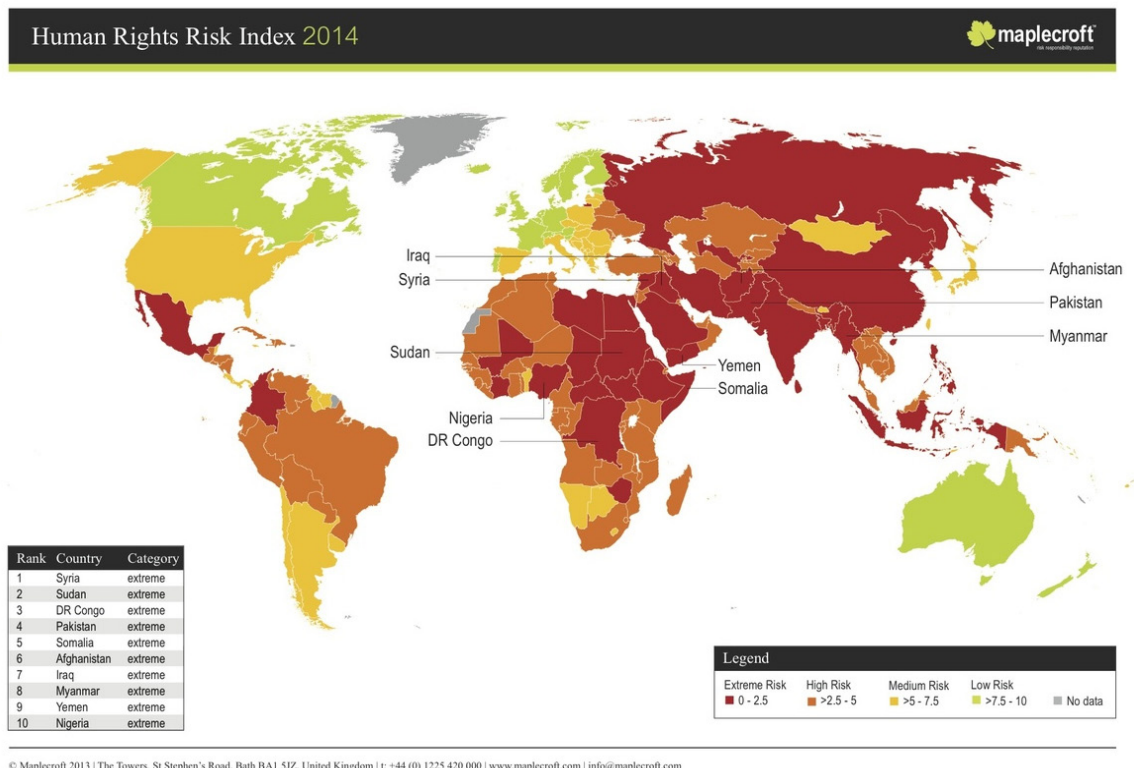 Human Rights Risk Index 2014
maplecroft™
risk responsibility reputation
Iraq
Syria
Afghanistan
Pakistan
Myanmar
Sudan
Yemen
Somalia
Nigeria
DR Congo
Rank Country Category
1 Syria extreme
2 Sudan extreme
3 DR Congo extreme
4 Pakistan extreme
5 Somalia extreme
6 Afghanistan extreme
7 Iraq extreme
8 Myanmar extreme
9 Yemen extreme
10 Nigeria extreme
Legend
Extreme Risk High Risk Medium Risk Low Risk
0 - 2.5 >2.5 - 5 >5 - 7.5 >7.5 - 10 No data
© Maplecroft 2013 | The Towers, St Stephen's Road, Bath BA1 5JZ, United Kingdom | t: +44 (0) 1225 420 000 | www.maplecroft.com | info@maplecroft.com